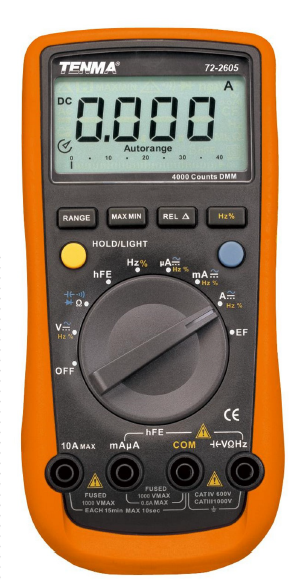 TENMA® 72-2605
A
DC 0.000
Autorange
0 10 20 30 40
4000 Counts DMM
RANGE MAX MIN REL Δ Hz%
HOLD/LIGHT
Hz% µA Hz%
hFE mA Hz%
Ω A Hz%
V Hz% EF
OFF
CE
hFE
10A MAX mAµA COM VΩHz
FUSED 1000 VMAX
FUSED 1000 VMAX 0.6A MAX
EACH 15min MAX 10sec
CATIV 600V
CATIII1000V